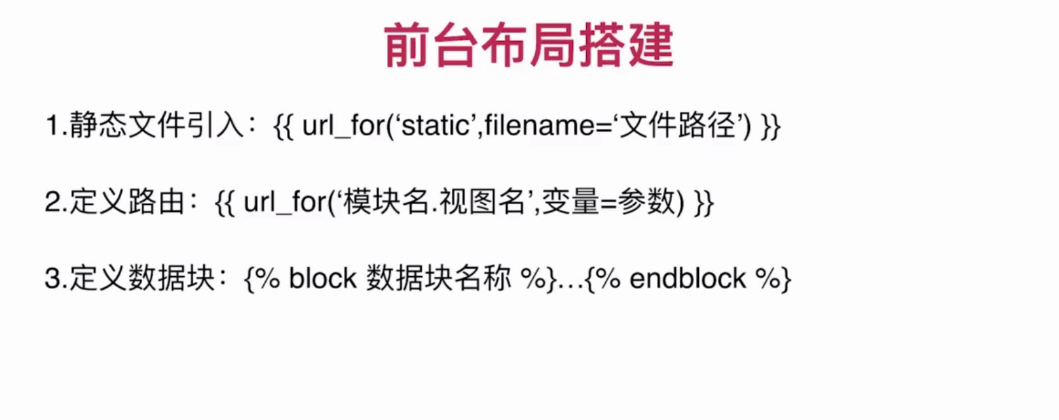 前台布局搭建
1.静态文件引入：{{ url_for(‘static’,filename=‘文件路径’) }}
2.定义路由：{{ url_for(‘模块名.视图名’,变量=参数) }}
3.定义数据块：{% block 数据块名称 %}…{% endblock %}